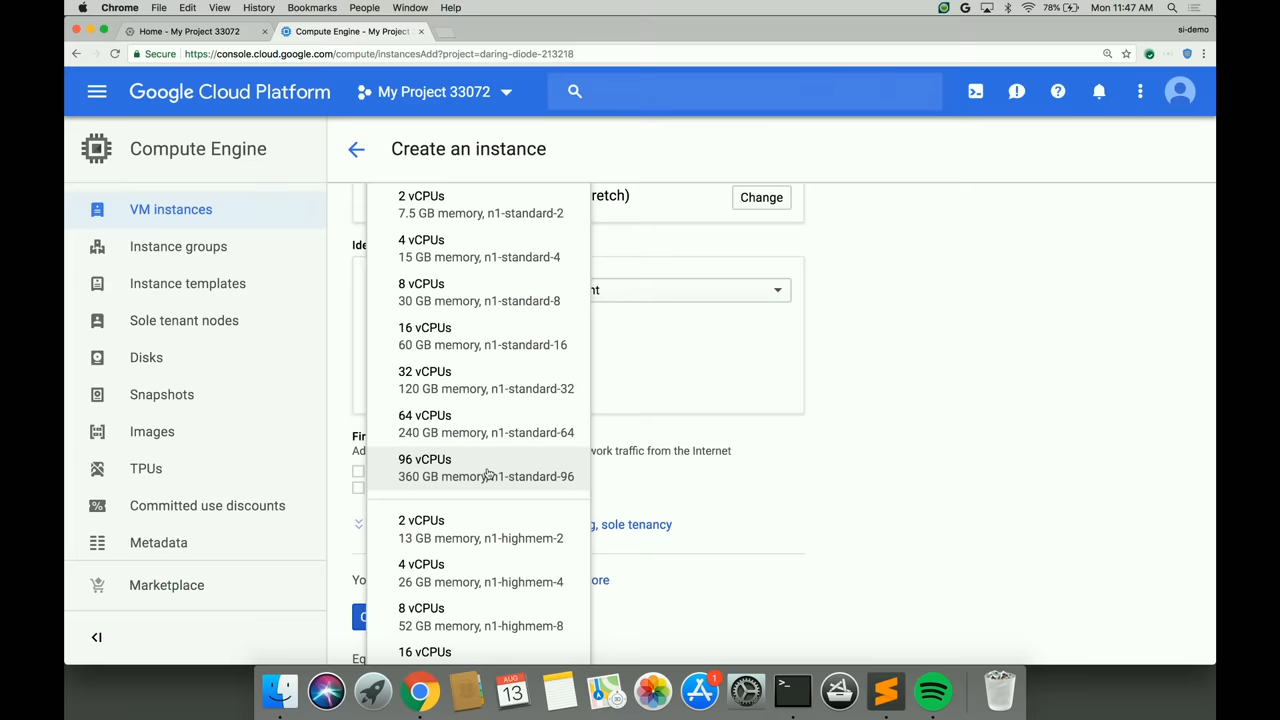 Chrome File Edit View History Bookmarks People Window Help
78% Mon 11:47 AM
Home - My Project 33072
Compute Engine - My Project
si-demo
Secure https://console.cloud.google.com/compute/instancesAdd?project=daring-diode-213218
Google Cloud Platform
My Project 33072
Compute Engine
Create an instance
VM instances
Instance groups
Instance templates
Sole tenant nodes
Disks
Snapshots
Images
TPUs
Committed use discounts
Metadata
Marketplace
2 vCPUs
7.5 GB memory, n1-standard-2
4 vCPUs
15 GB memory, n1-standard-4
8 vCPUs
30 GB memory, n1-standard-8
16 vCPUs
60 GB memory, n1-standard-16
32 vCPUs
120 GB memory, n1-standard-32
64 vCPUs
240 GB memory, n1-standard-64
96 vCPUs
360 GB memory, n1-standard-96
2 vCPUs
13 GB memory, n1-highmem-2
4 vCPUs
26 GB memory, n1-highmem-4
8 vCPUs
52 GB memory, n1-highmem-8
16 vCPUs
retch)
Change
Ide
nt
Fir
Ad
work traffic from the Internet
g, sole tenancy
Yo
ore
C
Eq
AUG
13
1